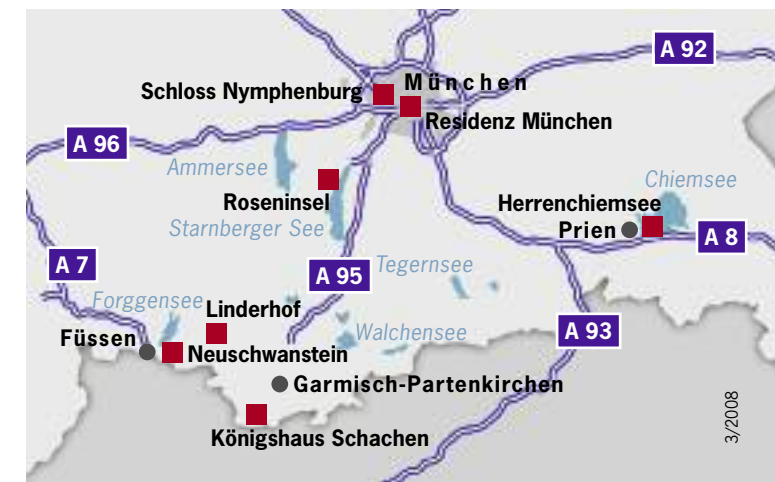 A 92
München
Schloss Nymphenburg
Residenz München
A 96
Ammersee
Chiemsee
Roseninsel
Herrenchiemsee
Starnberger See
Prien
A 8
A 7
A 95
Tegernsee
Forggensee
Linderhof
Walchensee
A 93
Füssen
Neuschwanstein
Garmisch-Partenkirchen
Königshaus Schachen
3/2008